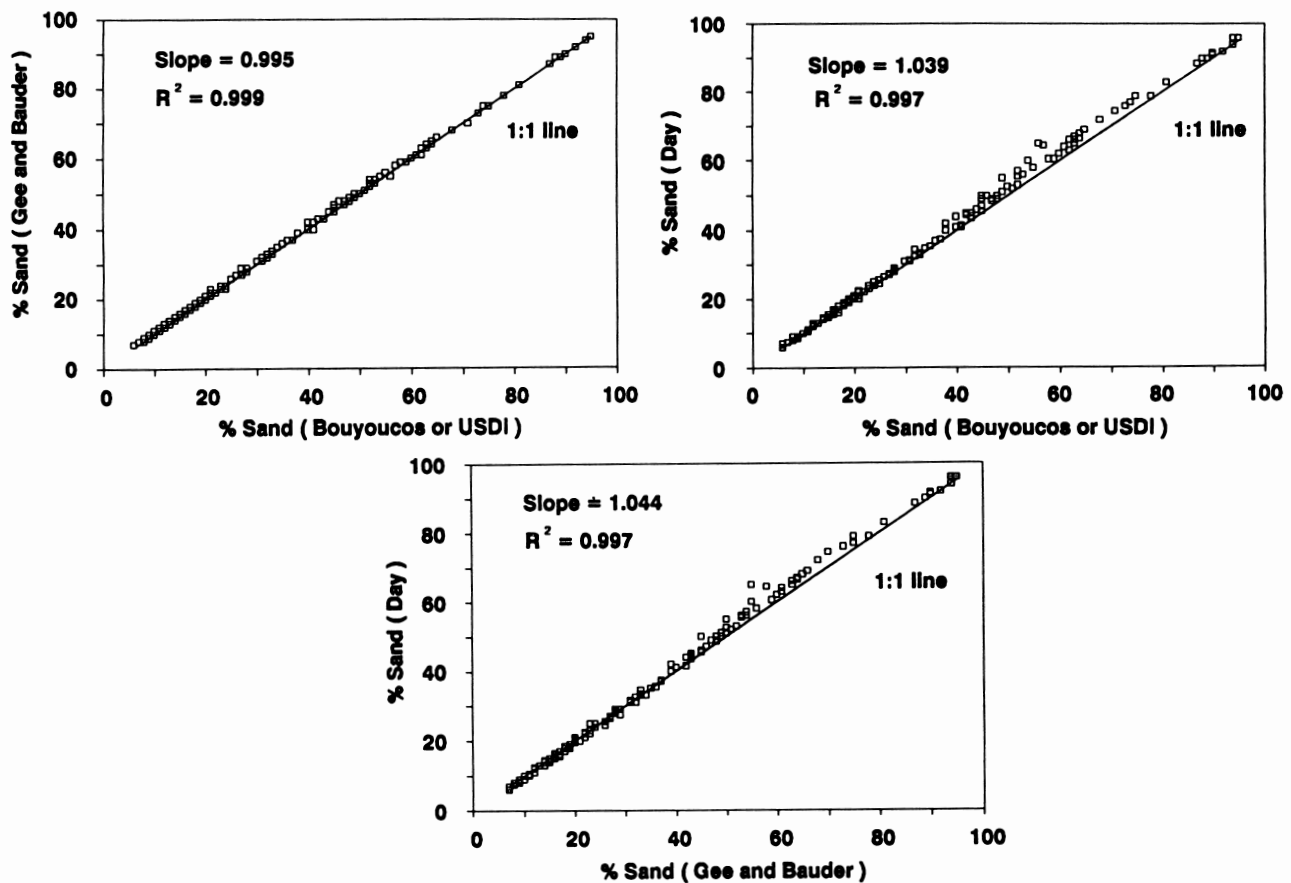 100
80
60
40
20
0
% Sand ( Gee and Bauder )
Slope = 0.995
R² = 0.999
1:1 line
0 20 40 60 80 100
% Sand ( Bouyoucos or USDI )
100
80
60
40
20
0
% Sand ( Day )
Slope = 1.039
R² = 0.997
1:1 line
0 20 40 60 80 100
% Sand ( Bouyoucos or USDI )
100
80
60
40
20
0
% Sand ( Day )
Slope ≐ 1.044
R² = 0.997
1:1 line
0 20 40 60 80 100
% Sand ( Gee and Bauder )